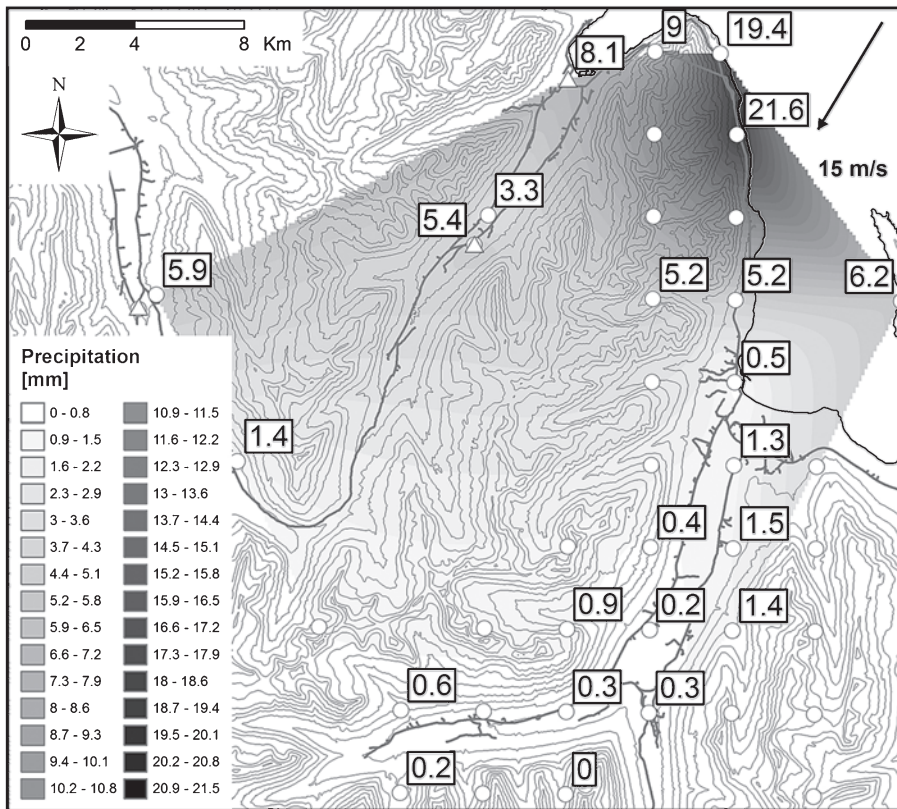 0 2 4 8 Km
N
9
19.4
8.1
21.6
15 m/s
3.3
5.4
5.9
5.2
5.2
6.2
0.5
1.4
1.3
0.4
1.5
0.9
0.2
1.4
0.6
0.3
0.3
0.2
0
Precipitation
[mm]
0 - 0.8
0.9 - 1.5
1.6 - 2.2
2.3 - 2.9
3 - 3.6
3.7 - 4.3
4.4 - 5.1
5.2 - 5.8
5.9 - 6.5
6.6 - 7.2
7.3 - 7.9
8 - 8.6
8.7 - 9.3
9.4 - 10.1
10.2 - 10.8
10.9 - 11.5
11.6 - 12.2
12.3 - 12.9
13 - 13.6
13.7 - 14.4
14.5 - 15.1
15.2 - 15.8
15.9 - 16.5
16.6 - 17.2
17.3 - 17.9
18 - 18.6
18.7 - 19.4
19.5 - 20.1
20.2 - 20.8
20.9 - 21.5